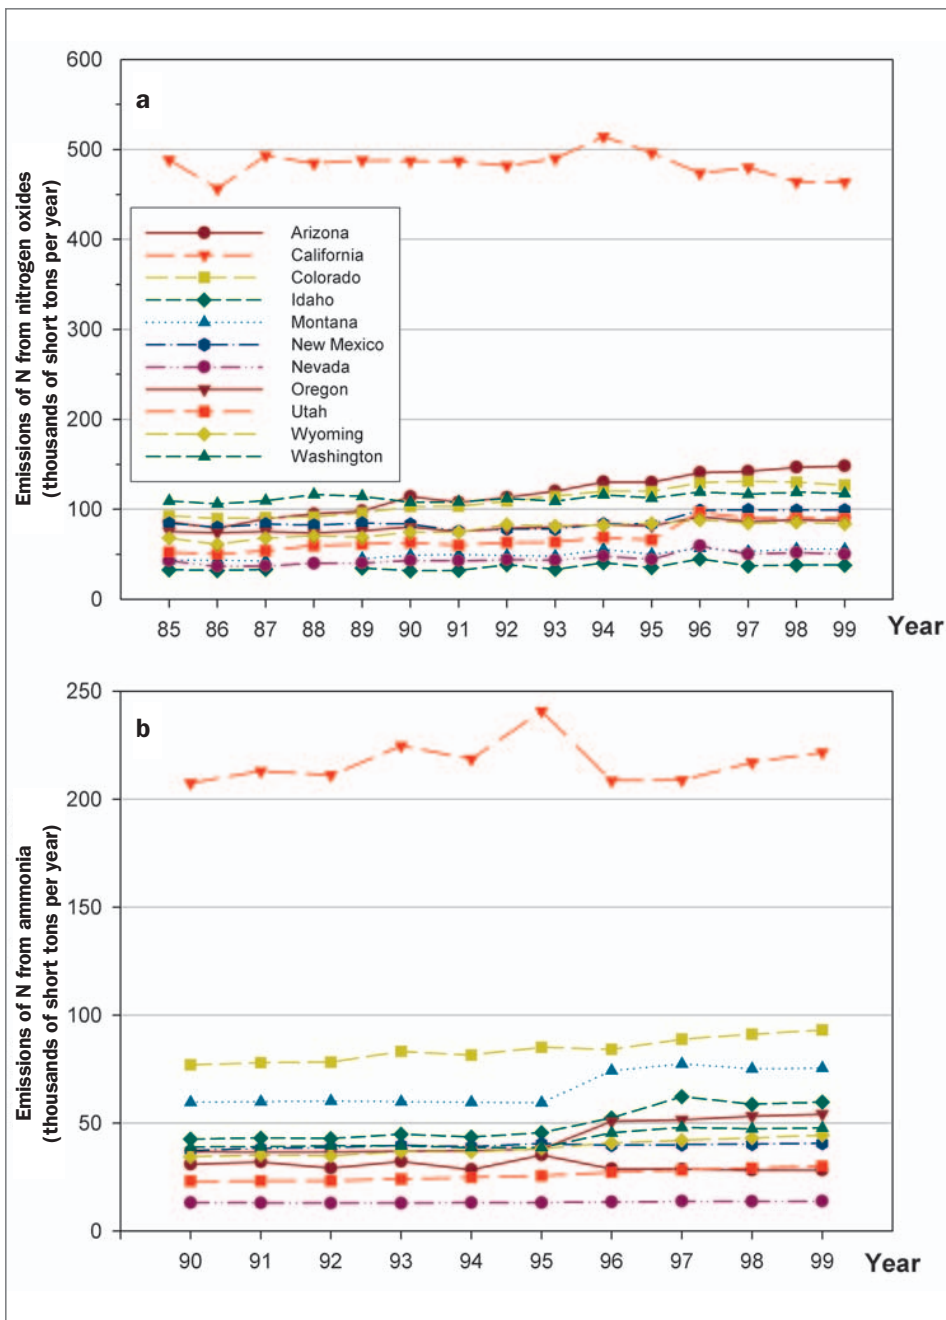 600
a
500
Emissions of N from nitrogen oxides
(thousands of short tons per year)
400
300
200
100
0
Arizona
California
Colorado
Idaho
Montana
New Mexico
Nevada
Oregon
Utah
Wyoming
Washington
85 86 87 88 89 90 91 92 93 94 95 96 97 98 99 Year
250
b
200
Emissions of N from ammonia
(thousands of short tons per year)
150
100
50
0
90 91 92 93 94 95 96 97 98 99 Year